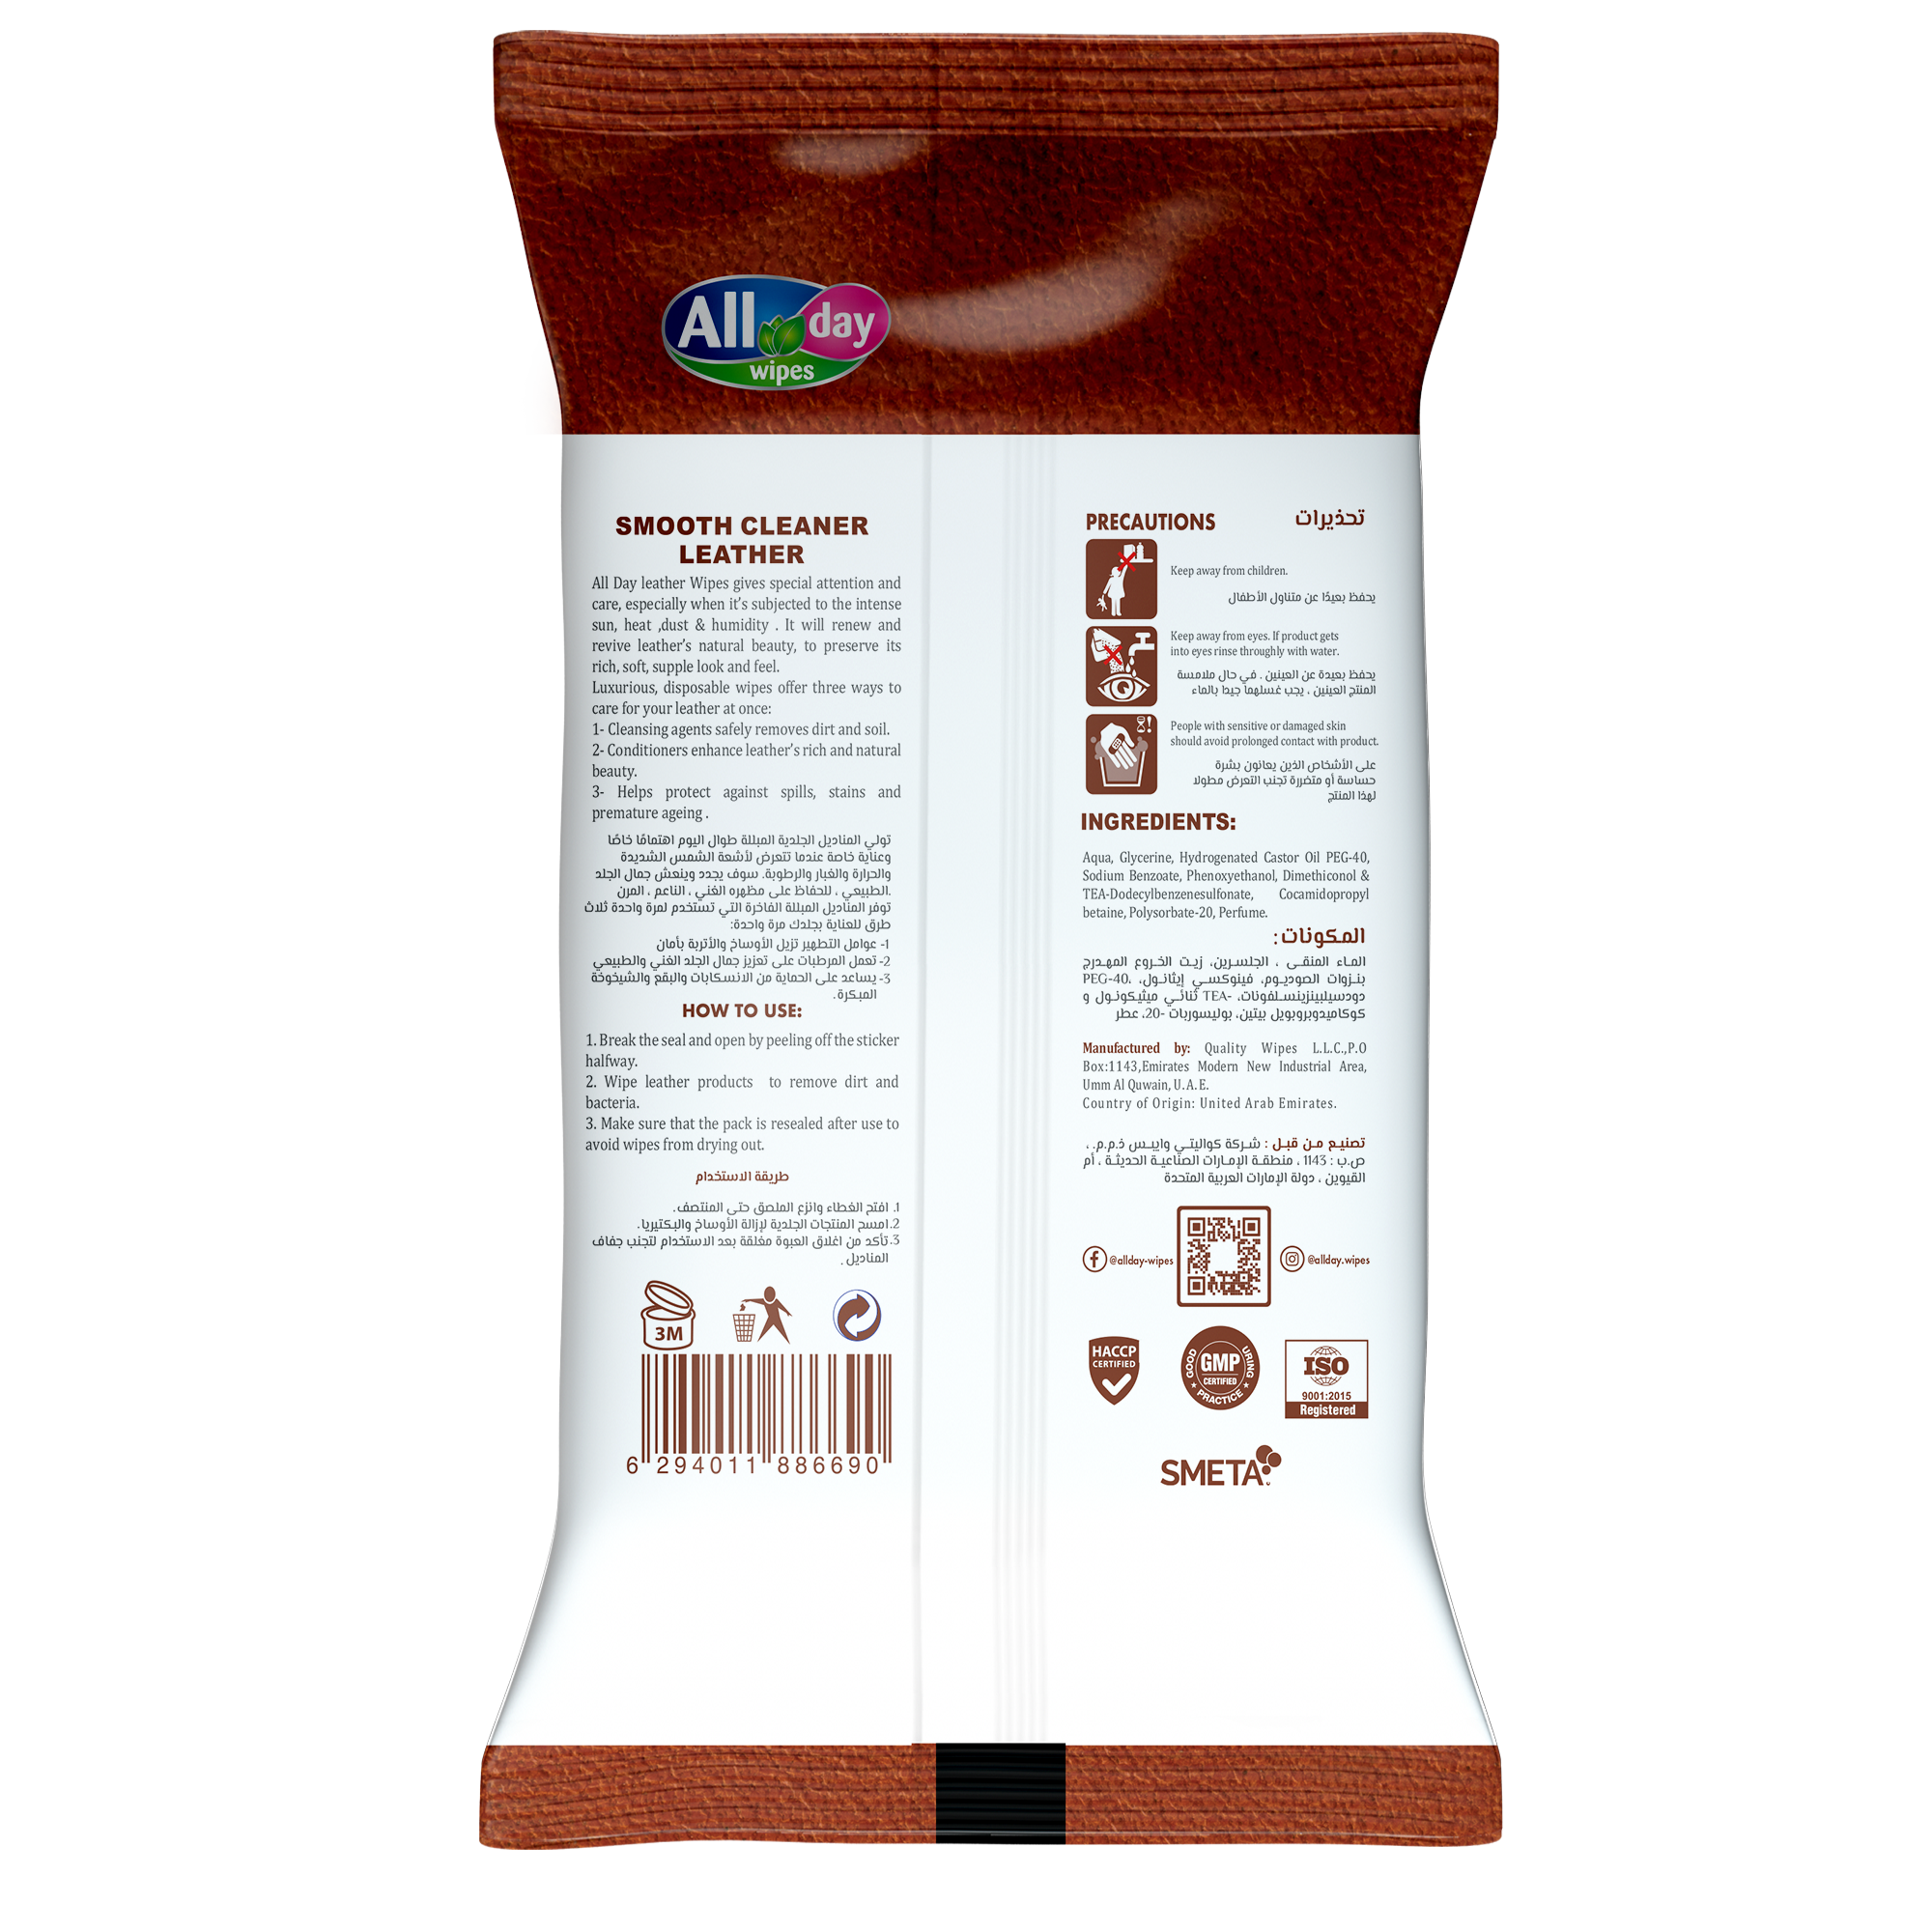 All day
wipes
SMOOTH CLEANER
LEATHER
All Day leather Wipes gives special attention and
care, especially when it's subjected to the intense
sun, heat ,dust & humidity . It will renew and
revive leather's natural beauty, to preserve its
rich, soft, supple look and feel.
Luxurious, disposable wipes offer three ways to
care for your leather at once:
1- Cleansing agents safely removes dirt and soil.
2- Conditioners enhance leather's rich and natural
beauty.
3- Helps protect against spills, stains and
premature ageing .
تولي المناديل الجلدية المبللة طوال اليوم اهتمامًا خاصًا
وعناية خاصة عندما تتعرض لأشعة الشمس الشديدة
والحرارة والغبار والرطوبة. سوف يجدد وينعش جمال الجلد
الطبيعي ، للحفاظ على مظهره الغني ، الناعم ، المرن.
توفر المناديل المبللة الفاخرة التي تستخدم لمرة واحدة ثلاث
طرق للعناية بجلدك مرة واحدة:
1- عوامل التطهير تزيل الأوساخ والأتربة بأمان
2- تعمل المرطبات على تعزيز جمال الجلد الغني والطبيعي
3- يساعد على الحماية من الانسكابات والبقع والشيخوخة
المبكرة.
HOW TO USE:
1. Break the seal and open by peeling off the sticker
halfway.
2. Wipe leather products to remove dirt and
bacteria.
3. Make sure that the pack is resealed after use to
avoid wipes from drying out.
طريقة الاستخدام
1. افتح الغطاء وانزع الملصق حتى المنتصف.
2.امسح المنتجات الجلدية لإزالة الأوساخ والبكتيريا.
3.تأكد من اغلاق العبوة مغلقة بعد الاستخدام لتجنب جفاف
المناديل.
3M
6 294011 886690
PRECAUTIONS
تحذيرات
Keep away from children.
يحفظ بعيدًا عن متناول الأطفال
Keep away from eyes. If product gets
into eyes rinse throughly with water.
يحفظ بعيدة عن العينين . في حال ملامسة
المنتج العينين ، يجب غسلهما جيدا بالماء
People with sensitive or damaged skin
should avoid prolonged contact with product.
على الأشخاص الذين يعانون بشرة
حساسة أو متضررة تجنب التعرض مطولا
لهذا المنتج
INGREDIENTS:
Aqua, Glycerine, Hydrogenated Castor Oil PEG-40,
Sodium Benzoate, Phenoxyethanol, Dimethiconol &
TEA-Dodecylbenzenesulfonate, Cocamidopropyl
betaine, Polysorbate-20, Perfume.
المكونات:
الماء المنقى ، الجلسرين، زيت الخروع المهدرج
PEG-40، بنزوات الصوديوم، فينوكسي إيثانول،
دودسيلبينزينسلفونات، -TEA ثنائي ميثيكونول و
كوكاميدوبروبويل بيتين، بوليسوربات -20، عطر
Manufactured by: Quality Wipes L.L.C.,P.O
Box:1143,Emirates Modern New Industrial Area,
Umm Al Quwain, U.A.E.
Country of Origin: United Arab Emirates.
تصنيع من قبل : شركة كواليتي وايبس ذ.م.م. ،
ص.ب : 1143 ، منطقة الإمارات الصناعية الحديثة ، أم
القيوين ، دولة الإمارات العربية المتحدة
@allday-wipes
@allday.wipes
HACCP
CERTIFIED
GOOD URING
GMP
CERTIFIED
PRACTICE
ISO
9001:2015
Registered
SMETA